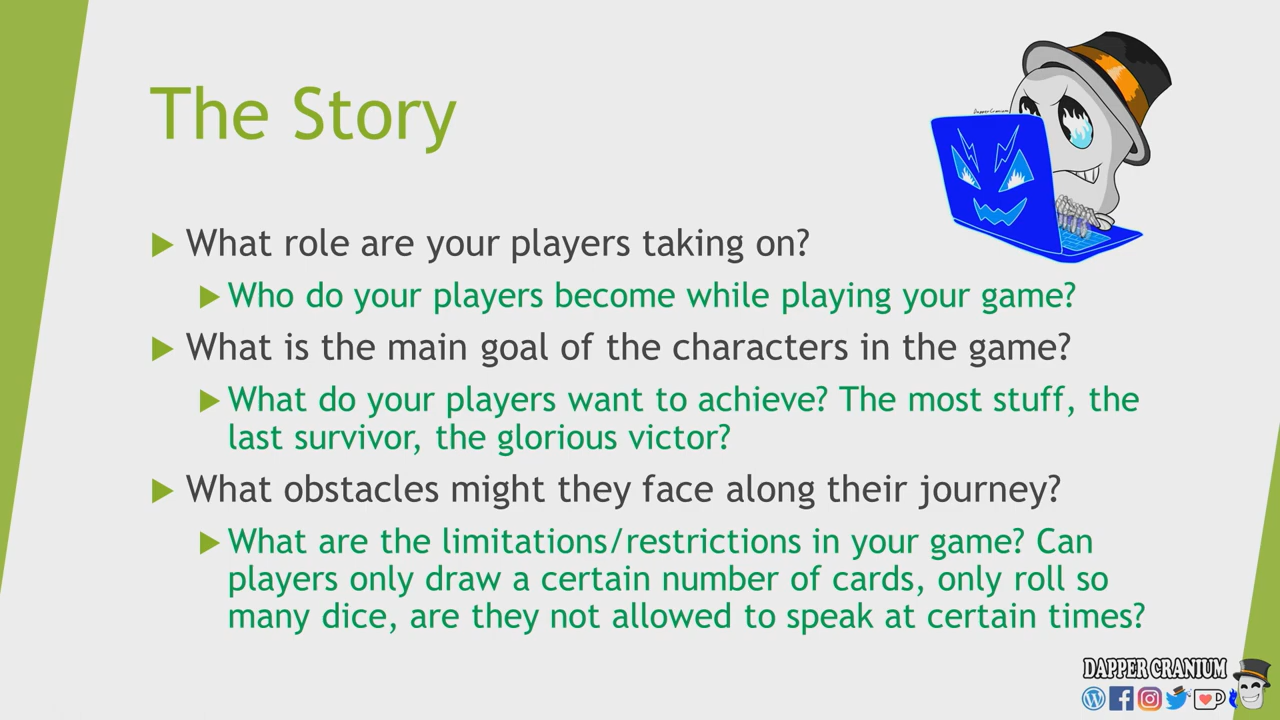 The Story
DapperCranium
What role are your players taking on?
Who do your players become while playing your game?
What is the main goal of the characters in the game?
What do your players want to achieve? The most stuff, the
last survivor, the glorious victor?
What obstacles might they face along their journey?
What are the limitations/restrictions in your game? Can
players only draw a certain number of cards, only roll so
many dice, are they not allowed to speak at certain times?
DAPPER CRANIUM